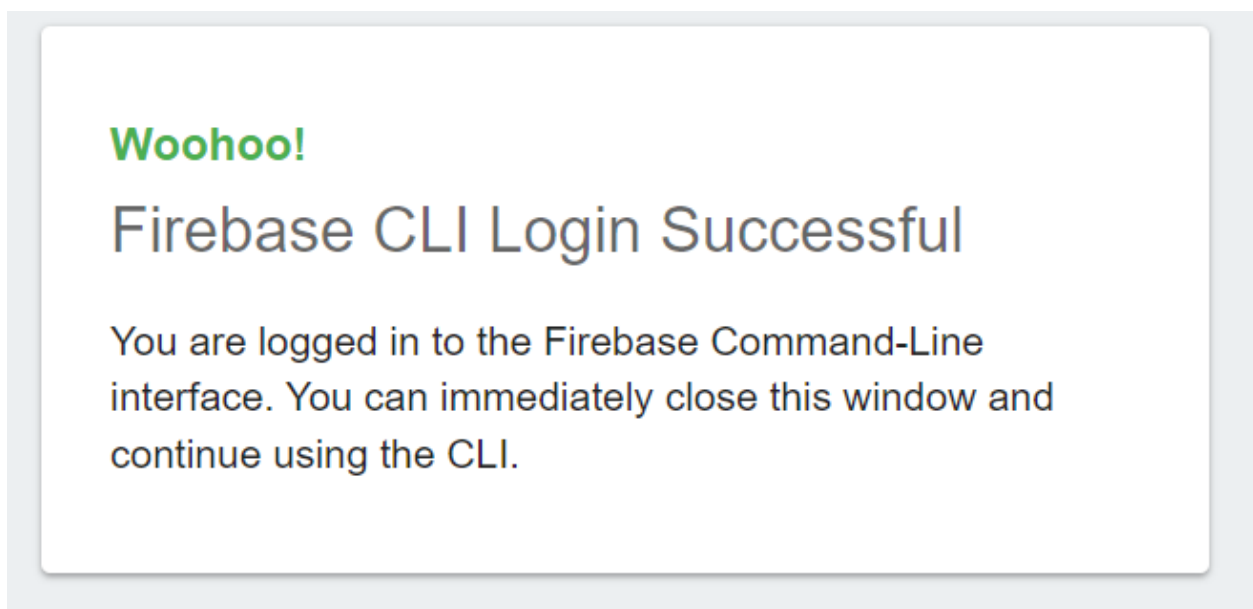 Woohoo!
Firebase CLI Login Successful
You are logged in to the Firebase Command-Line
interface. You can immediately close this window and
continue using the CLI.